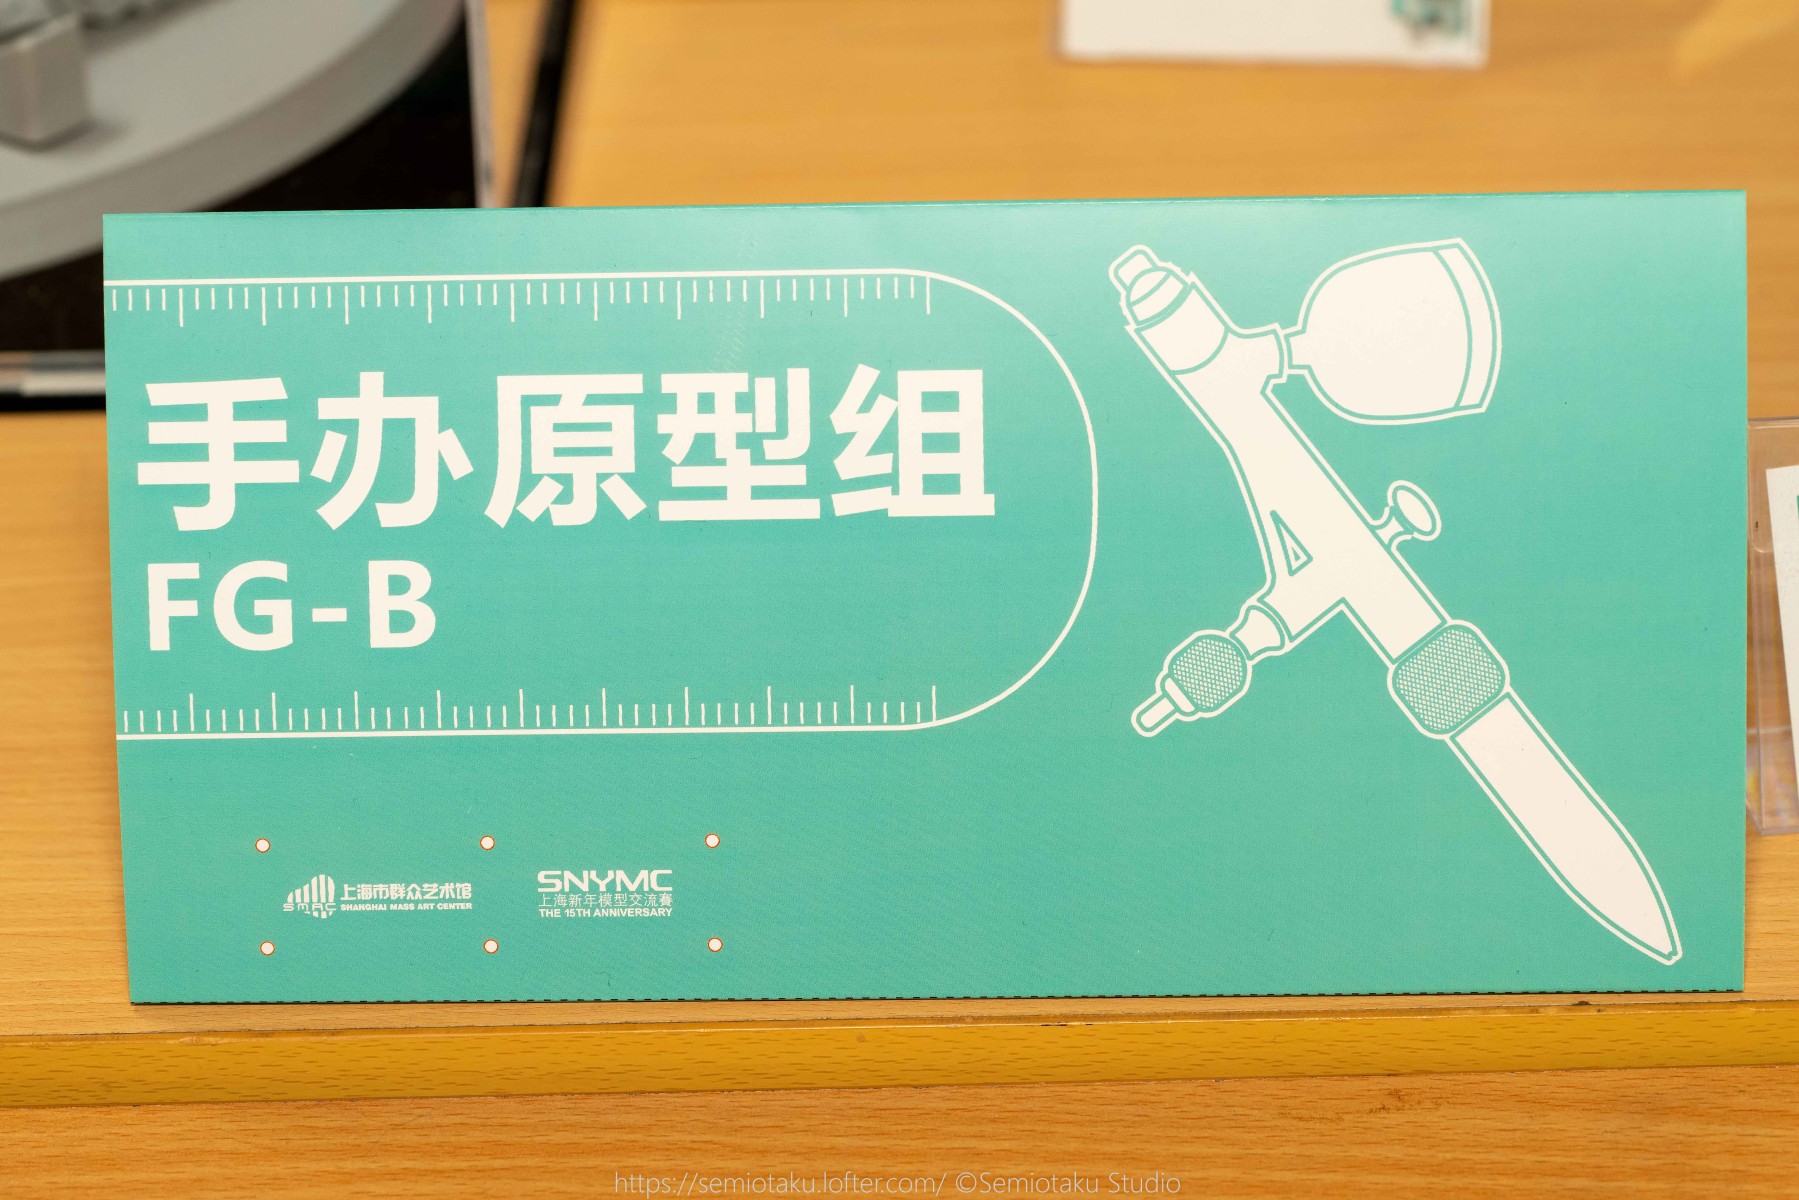 手办原型组
FG-B
SMAC
上海市群众艺术馆
SHANGHAI MASS ART CENTER
SNYMC
上海新年模型交流赛
THE 15TH ANNIVERSARY
https://semiotaku.lofter.com/ ©Semiotaku Studio